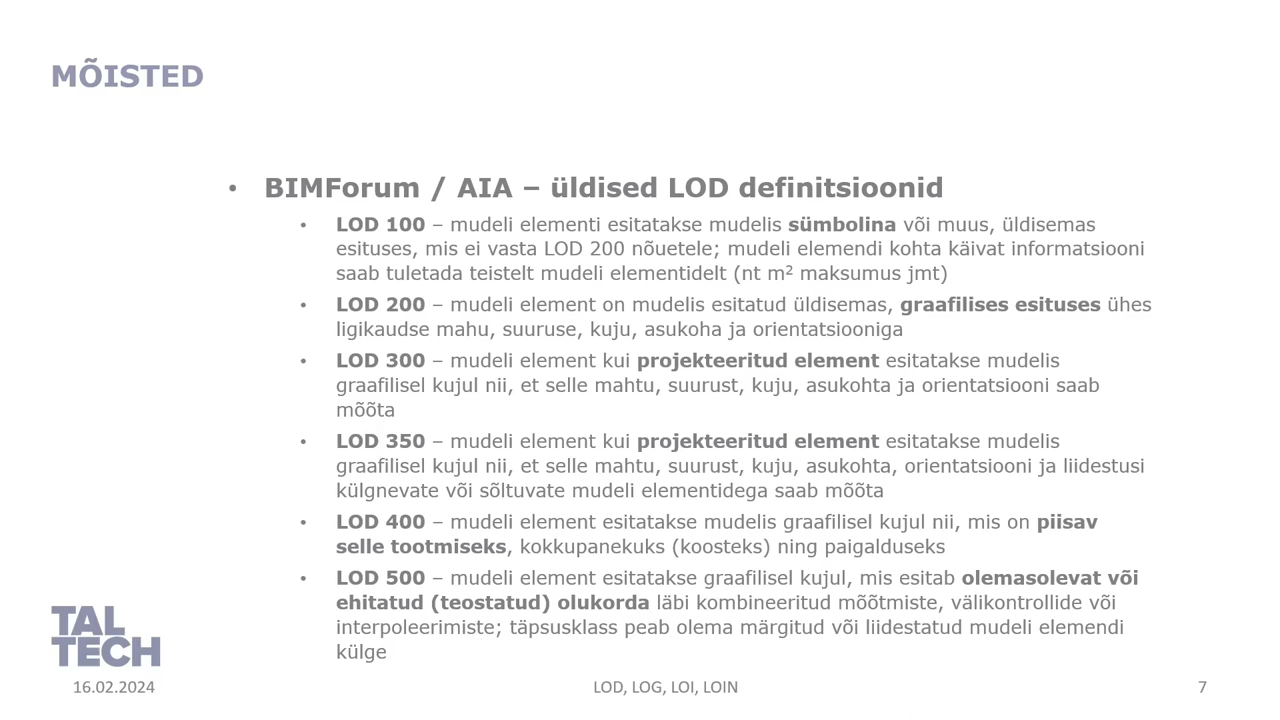 MÕISTED
• BIMForum / AIA – üldised LOD definitsioonid
• LOD 100 – mudeli elementi esitatakse mudelis sümbolina või muus, üldisemas
esituses, mis ei vasta LOD 200 nõuetele; mudeli elemendi kohta käivat informatsiooni
saab tuletada teistelt mudeli elementidelt (nt m² maksumus jmt)
• LOD 200 – mudeli element on mudelis esitatud üldisemas, graafilises esituses ühes
ligikaudse mahu, suuruse, kuju, asukoha ja orientatsiooniga
• LOD 300 – mudeli element kui projekteeritud element esitatakse mudelis
graafilisel kujul nii, et selle mahtu, suurust, kuju, asukohta ja orientatsiooni saab
mõõta
• LOD 350 – mudeli element kui projekteeritud element esitatakse mudelis
graafilisel kujul nii, et selle mahtu, suurust, kuju, asukohta, orientatsiooni ja liidestusi
külgnevate või sõltuvate mudeli elementidega saab mõõta
• LOD 400 – mudeli element esitatakse mudelis graafilisel kujul nii, mis on piisav
selle tootmiseks, kokkupanekuks (koosteks) ning paigalduseks
• LOD 500 – mudeli element esitatakse graafilisel kujul, mis esitab olemasolevat või
ehitatud (teostatud) olukorda läbi kombineeritud mõõtmiste, välikontrollide või
interpoleerimiste; täpsusklass peab olema märgitud või liidestatud mudeli elemendi
külge
TAL
TECH
16.02.2024
LOD, LOG, LOI, LOIN
7